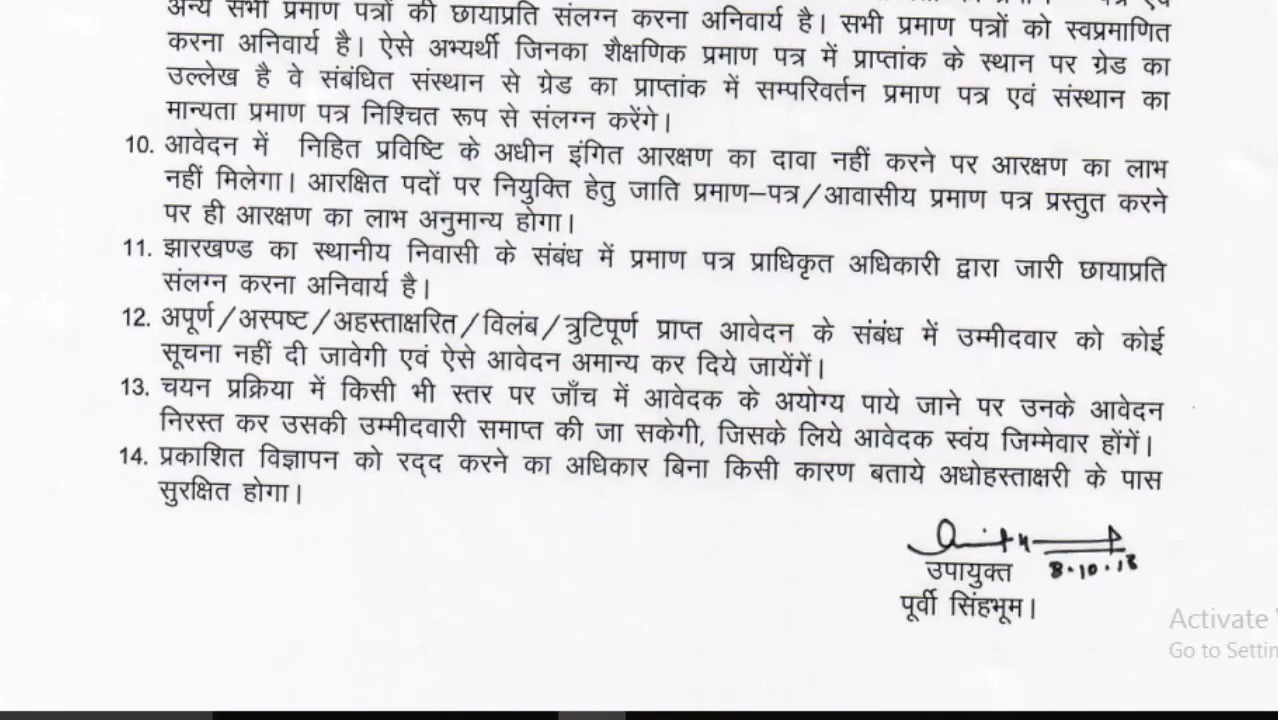 अन्य सभी प्रमाण पत्रों की छायाप्रति संलग्न करना अनिवार्य है। सभी प्रमाण पत्रों को स्वप्रमाणित
करना अनिवार्य है। ऐसे अभ्यर्थी जिनका शैक्षणिक प्रमाण पत्र में प्राप्तांक के स्थान पर ग्रेड का
उल्लेख है वे संबंधित संस्थान से ग्रेड का प्राप्तांक में सम्परिवर्तन प्रमाण पत्र एवं संस्थान का
मान्यता प्रमाण पत्र निश्चित रूप से संलग्न करेंगे।
10. आवेदन में निहित प्रविष्टि के अधीन इंगित आरक्षण का दावा नहीं करने पर आरक्षण का लाभ
नहीं मिलेगा। आरक्षित पदों पर नियुक्ति हेतु जाति प्रमाण–पत्र/आवासीय प्रमाण पत्र प्रस्तुत करने
पर ही आरक्षण का लाभ अनुमान्य होगा।
11. झारखण्ड का स्थानीय निवासी के संबंध में प्रमाण पत्र प्राधिकृत अधिकारी द्वारा जारी छायाप्रति
संलग्न करना अनिवार्य है।
12. अपूर्ण/अस्पष्ट/अहस्ताक्षरित/विलंब/त्रुटिपूर्ण प्राप्त आवेदन के संबंध में उम्मीदवार को कोई
सूचना नहीं दी जावेगी एवं ऐसे आवेदन अमान्य कर दिये जायेंगें।
13. चयन प्रक्रिया में किसी भी स्तर पर जाँच में आवेदक के अयोग्य पाये जाने पर उनके आवेदन
निरस्त कर उसकी उम्मीदवारी समाप्त की जा सकेगी, जिसके लिये आवेदक स्वंय जिम्मेवार होंगें।
14. प्रकाशित विज्ञापन को रद्द करने का अधिकार बिना किसी कारण बताये अधोहस्ताक्षरी के पास
सुरक्षित होगा।
उपायुक्त 8.10.18
पूर्वी सिंहभूम।
Activate
Go to Settin